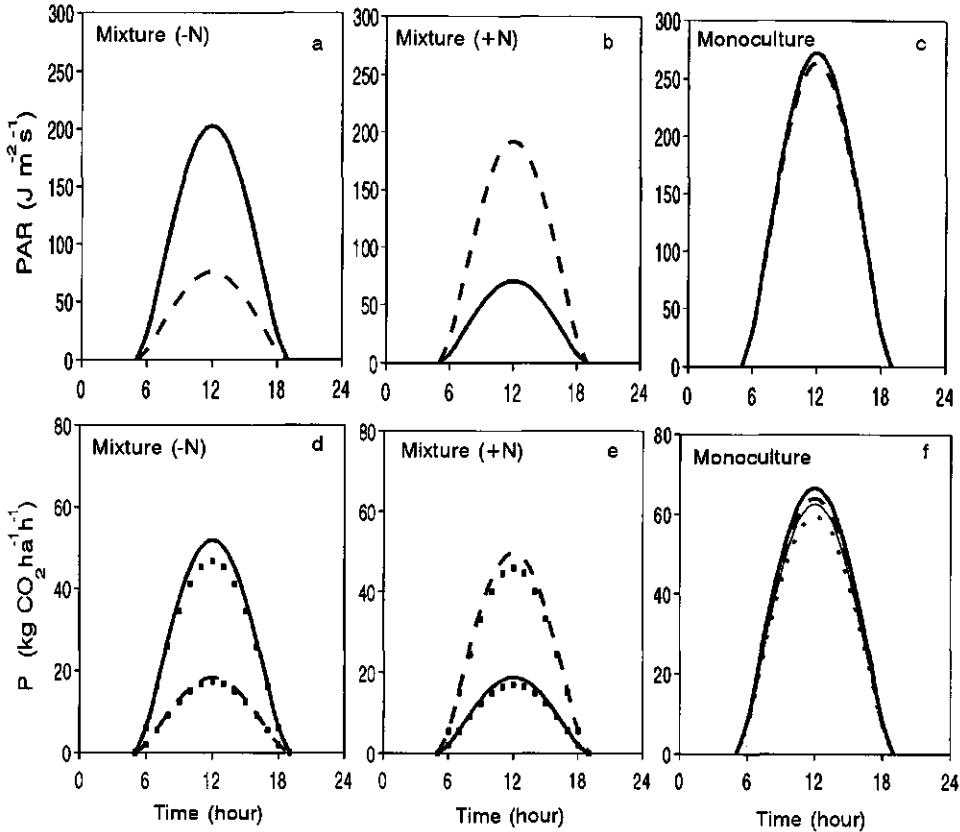 Mixture (-N) a
Mixture (+N) b
Monoculture c
PAR (J m⁻² s⁻¹)
300
250
200
150
100
50
0
0 6 12 18 24
300
250
200
150
100
50
0
0 6 12 18 24
300
250
200
150
100
50
0
0 6 12 18 24
Mixture (-N) d
Mixture (+N) e
Monoculture f
P (kg CO₂ ha⁻¹ h⁻¹)
80
60
40
20
0
0 6 12 18 24
Time (hour)
80
60
40
20
0
0 6 12 18 24
Time (hour)
80
60
40
20
0
0 6 12 18 24
Time (hour)